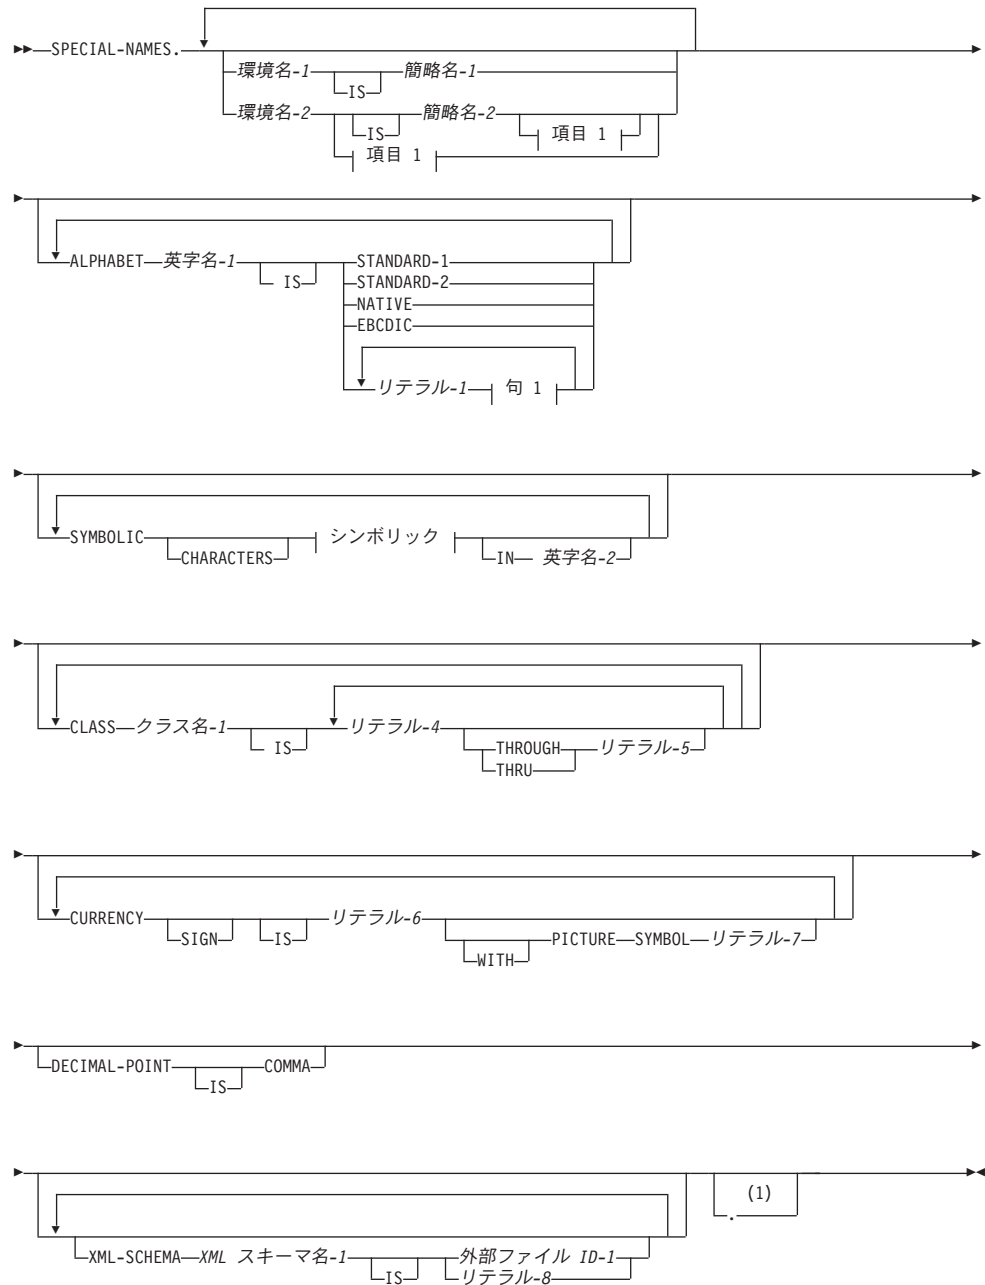 SPECIAL-NAMES.
環境名-1 IS 簡略名-1
環境名-2 IS 簡略名-2 項目 1
項目 1
ALPHABET 英字名-1 IS STANDARD-1
STANDARD-2
NATIVE
EBCDIC
リテラル-1 句 1
SYMBOLIC CHARACTERS シンボリック IN 英字名-2
CLASS クラス名-1 IS リテラル-4 THROUGH リテラル-5
THRU
CURRENCY SIGN IS リテラル-6 WITH PICTURE SYMBOL リテラル-7
DECIMAL-POINT IS COMMA
(1)
.
XML-SCHEMA XML スキーマ名-1 IS 外部ファイル ID-1
リテラル-8